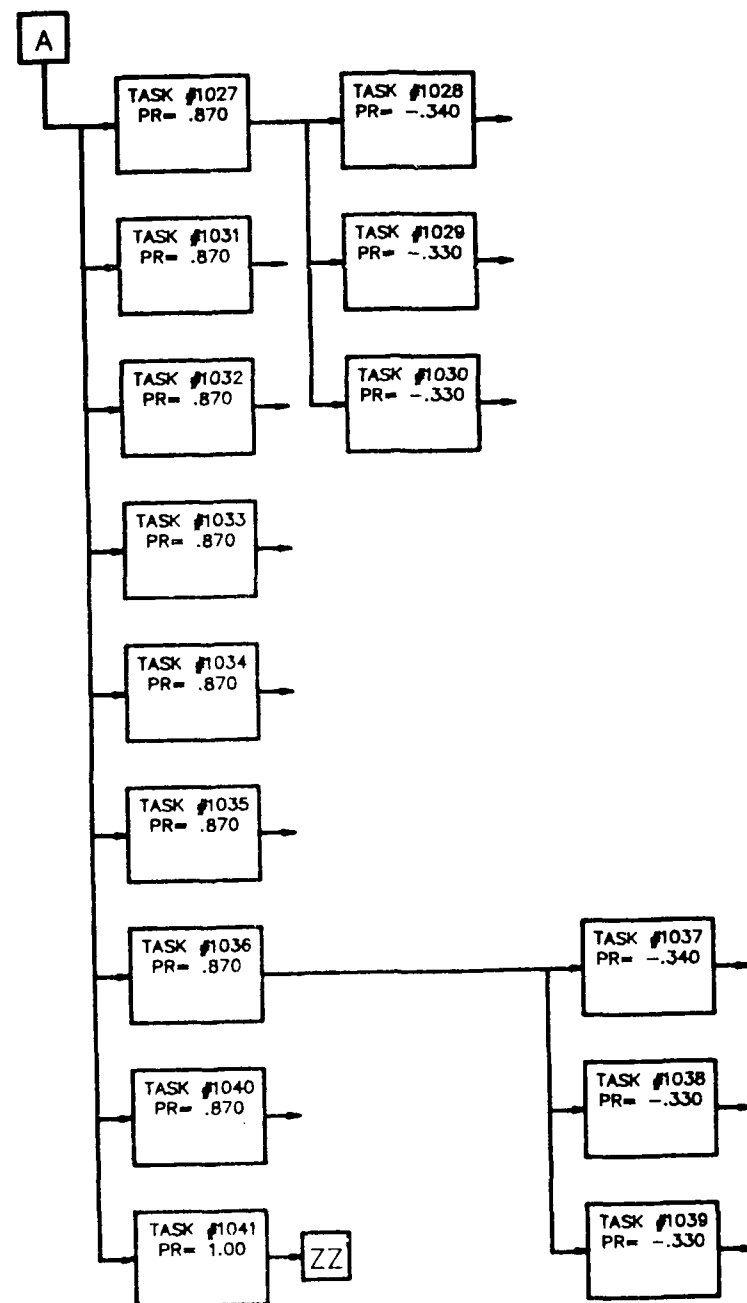 A
TASK #1027
PR= .870
TASK #1028
PR= -.340
TASK #1031
PR= .870
TASK #1029
PR= -.330
TASK #1032
PR= .870
TASK #1030
PR= -.330
TASK #1033
PR= .870
TASK #1034
PR= .870
TASK #1035
PR= .870
TASK #1036
PR= .870
TASK #1037
PR= -.340
TASK #1040
PR= .870
TASK #1038
PR= -.330
TASK #1041
PR= 1.00
ZZ
TASK #1039
PR= -.330